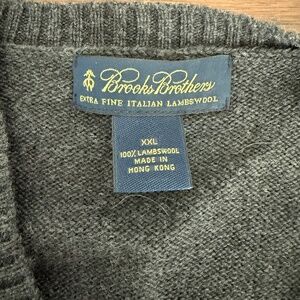 Brooks Brothers
EXTRA FINE ITALIAN LAMBSWOOL
XXL
100% LAMBSWOOL
MADE IN
HONG KONG